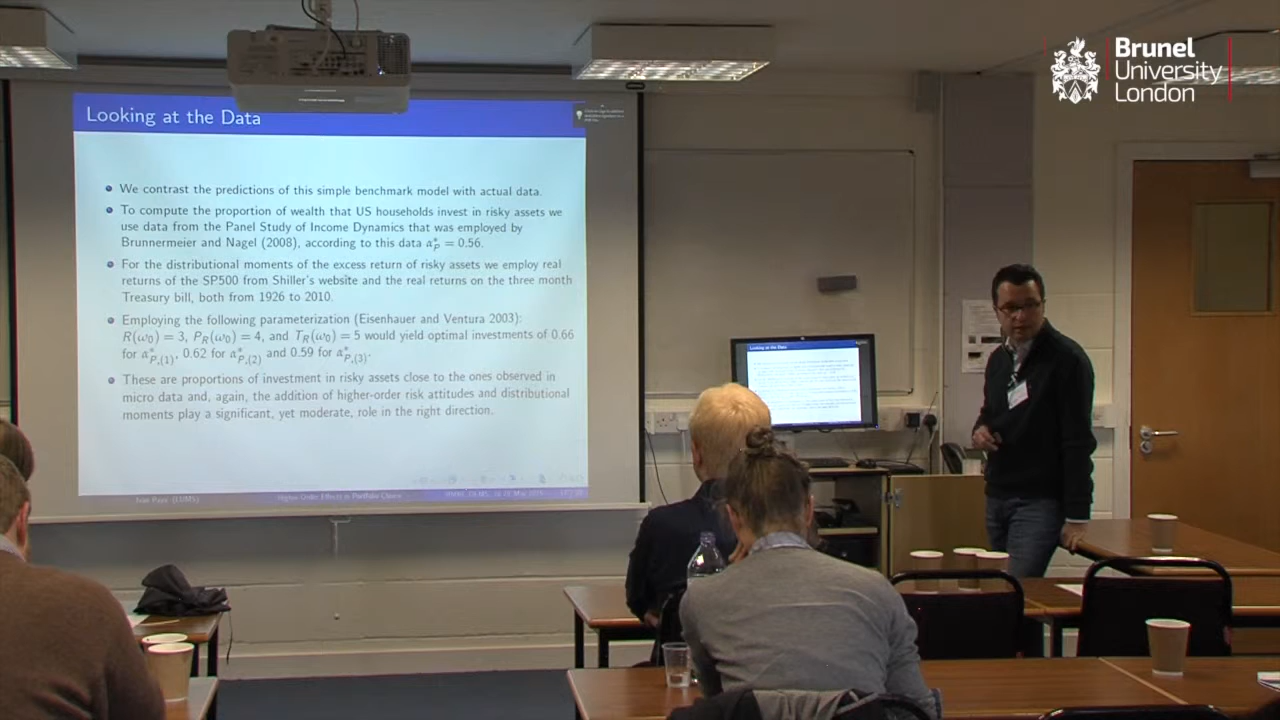 Brunel
University
London
Looking at the Data
We contrast the predictions of this simple benchmark model with actual data.
To compute the proportion of wealth that US households invest in risky assets we
use data from the Panel Study of Income Dynamics that was employed by
Brunnermeier and Nagel (2008), according to this data α*P = 0.56.
For the distributional moments of the excess return of risky assets we employ real
returns of the SP500 from Shiller's website and the real returns on the three month
Treasury bill, both from 1926 to 2010.
Employing the following parameterization (Eisenhauer and Ventura 2003):
R(ω0) = 3, PR(ω0) = 4, and TR(ω0) = 5 would yield optimal investments of 0.66
for α*P,(1), 0.62 for α*P,(2) and 0.59 for α*P,(3).
These are proportions of investment in risky assets close to the ones observed in
micro data and, again, the addition of higher-order risk attitudes and distributional
moments play a significant, yet moderate, role in the right direction.
(LUMS)
Higher Order Effects in Portfolio Choice
Looking at the Data